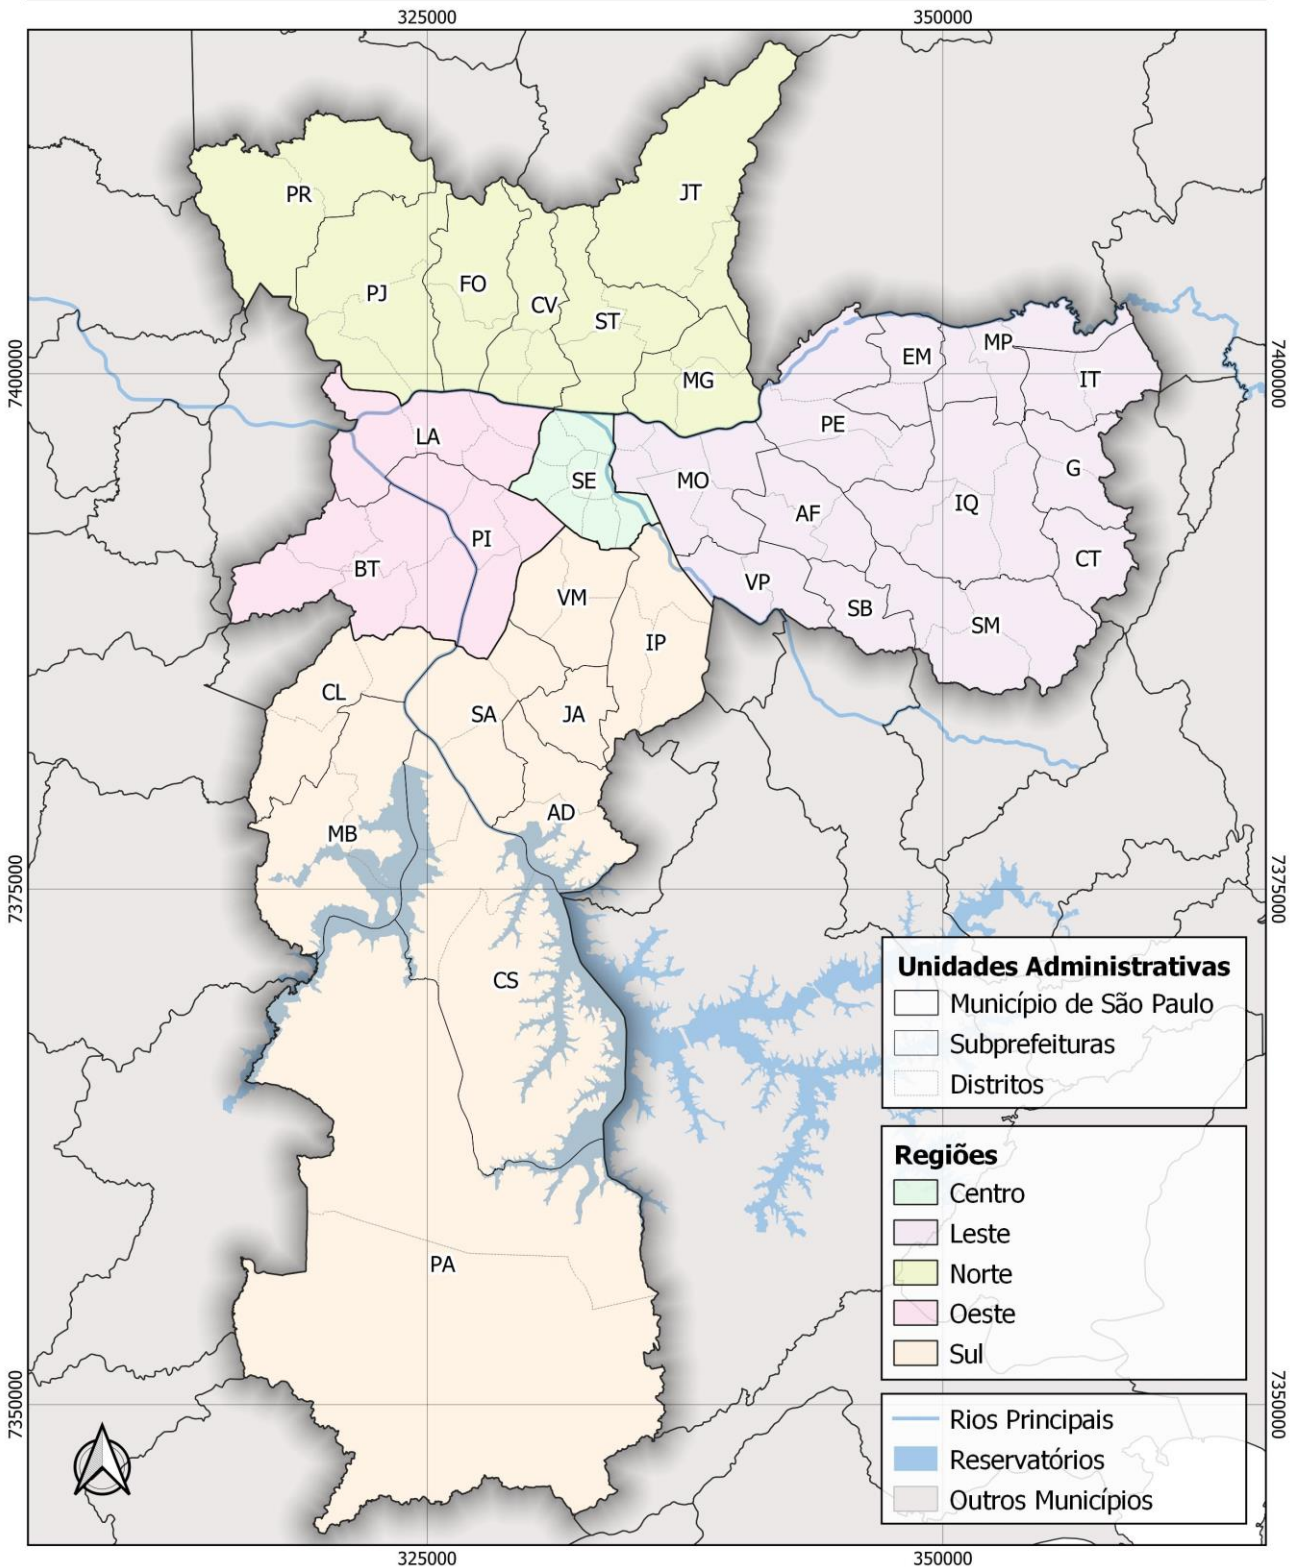 325000
350000
PR
JT
PJ
FO
CV
ST
MG
EM
MP
IT
7400000
7400000
LA
PE
SE
MO
G
AF
IQ
PI
BT
VP
CT
VM
SB
IP
SM
CL
SA
JA
MB
AD
7375000
7375000
CS
PA
Unidades Administrativas
Município de São Paulo
Subprefeituras
Distritos
Regiões
Centro
Leste
Norte
Oeste
Sul
7350000
7350000
Rios Principais
Reservatórios
Outros Municípios
325000
350000